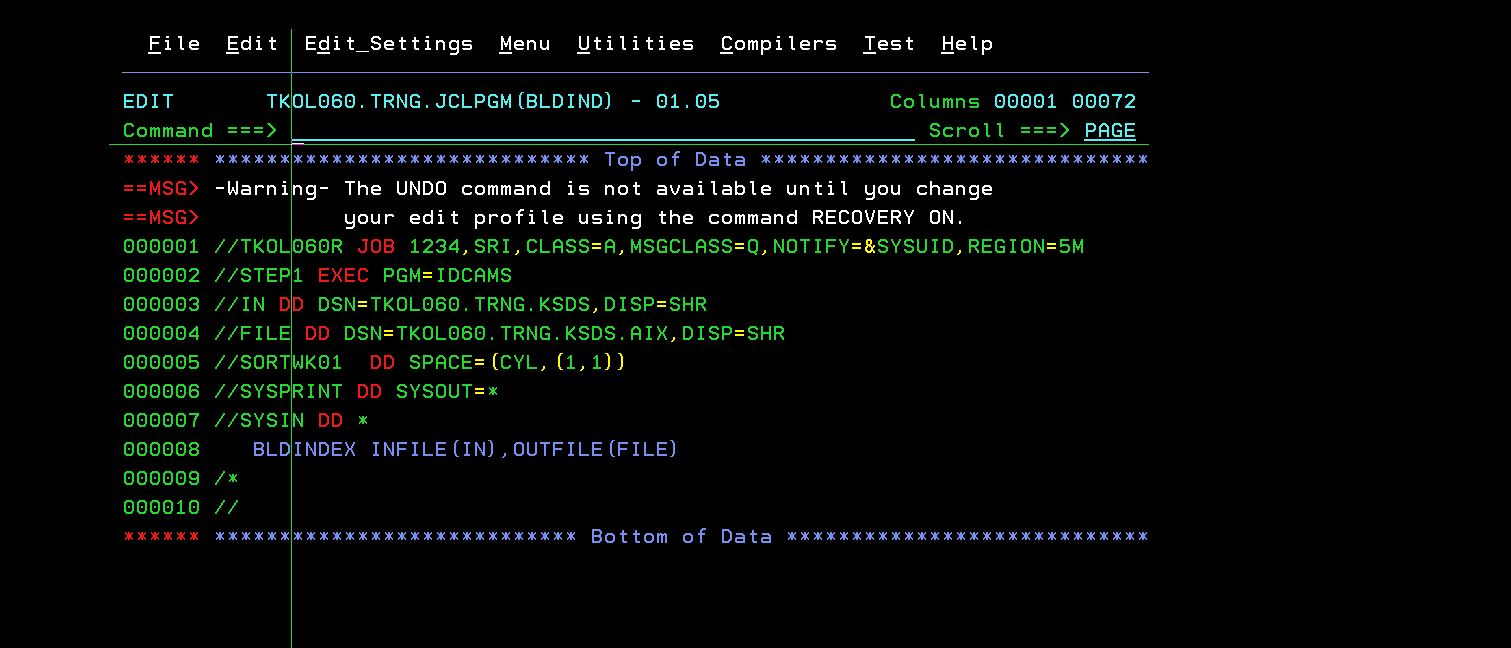 File  Edit  Edit_Settings  Menu  Utilities  Compilers  Test  Help
EDIT       TKOL060.TRNG.JCLPGM(BLDIND) - 01.05             Columns 00001 00072
Command ===>                                                  Scroll ===> PAGE
****** ***************************** Top of Data ******************************
==MSG> -Warning- The UNDO command is not available until you change
==MSG>           your edit profile using the command RECOVERY ON.
000001 //TKOL060R JOB 1234,SRI,CLASS=A,MSGCLASS=Q,NOTIFY=&SYSUID,REGION=5M
000002 //STEP1 EXEC PGM=IDCAMS
000003 //IN DD DSN=TKOL060.TRNG.KSDS,DISP=SHR
000004 //FILE DD DSN=TKOL060.TRNG.KSDS.AIX,DISP=SHR
000005 //SORTWK01  DD SPACE=(CYL,(1,1))
000006 //SYSPRINT DD SYSOUT=*
000007 //SYSIN DD *
000008    BLDINDEX INFILE(IN),OUTFILE(FILE)
000009 /*
000010 //
****** **************************** Bottom of Data ****************************